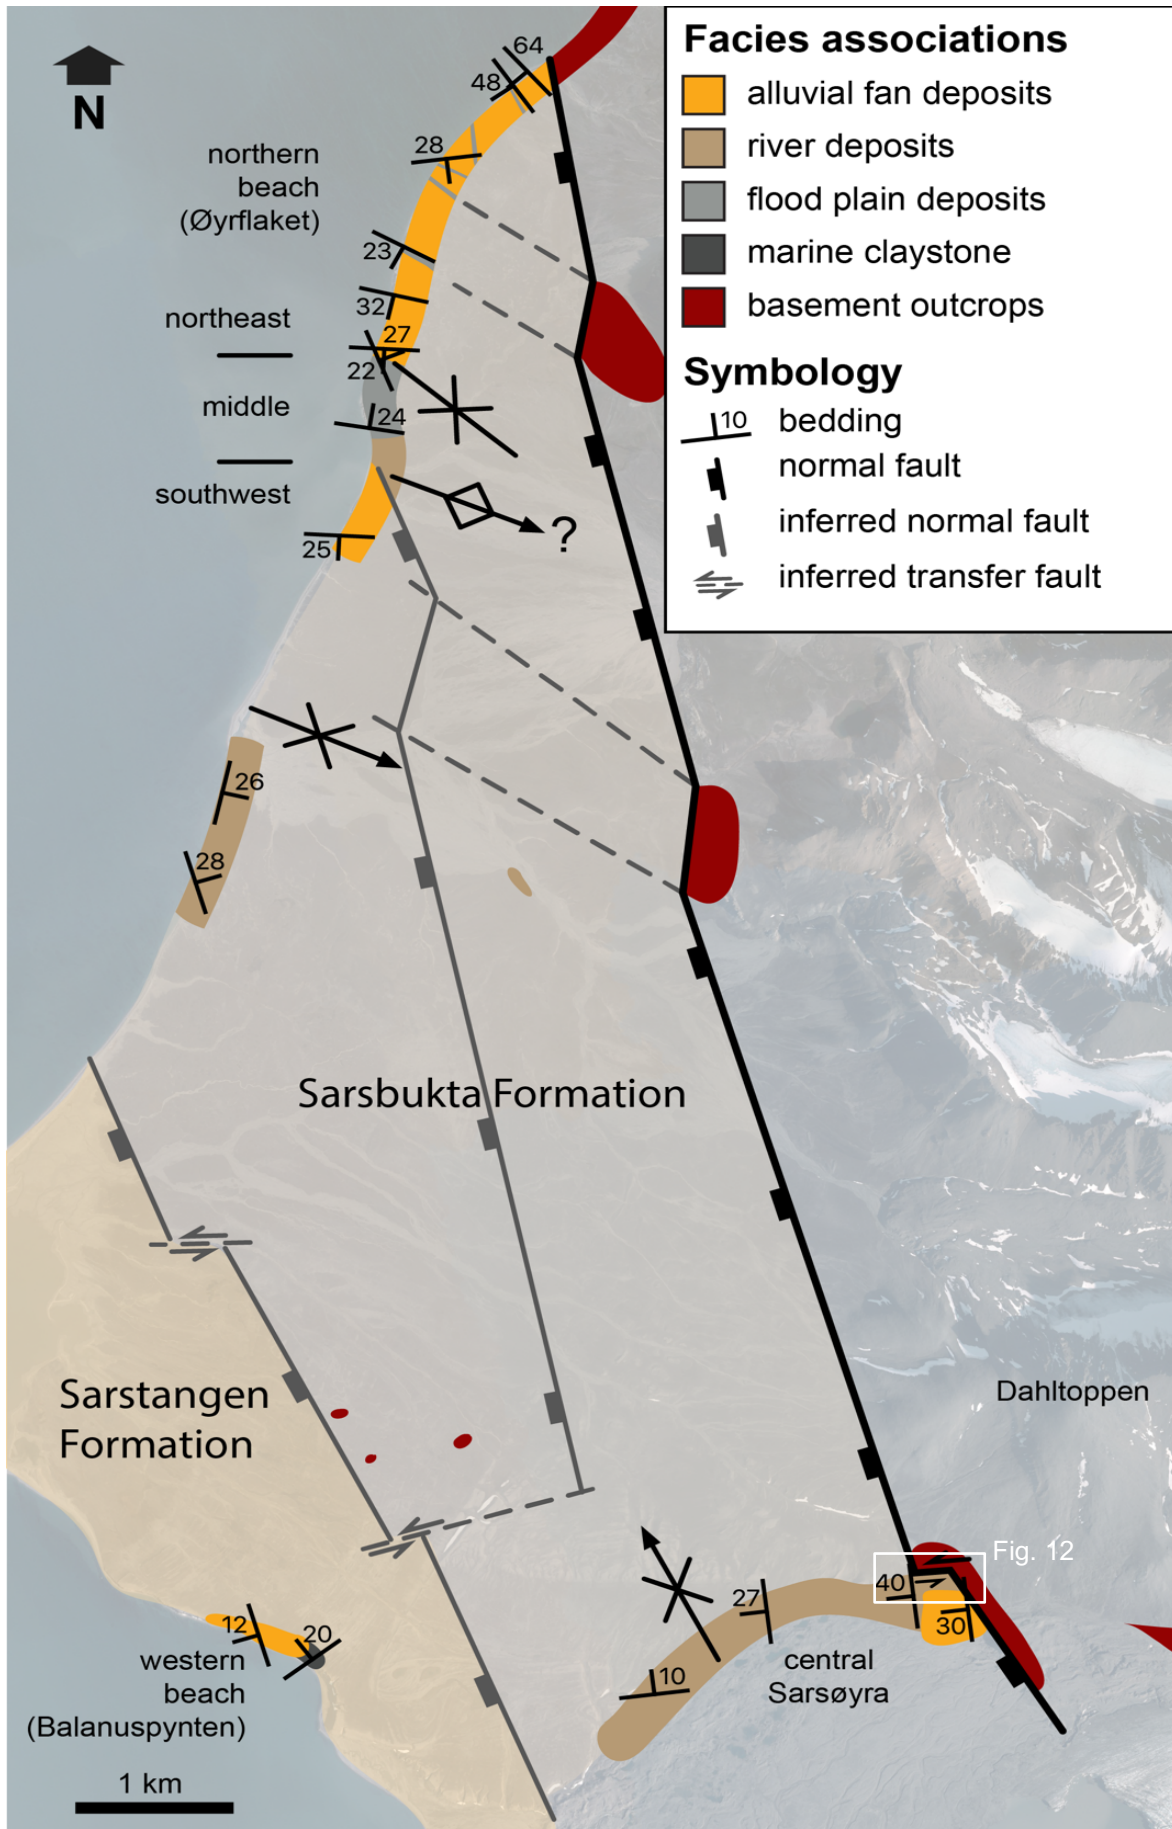 N
northern
beach
(Øyrflaket)
northeast
middle
southwest
64
48
28
23
32
27
22
24
25
?
26
28
Facies associations
alluvial fan deposits
river deposits
flood plain deposits
marine claystone
basement outcrops
Symbology
10
bedding
normal fault
inferred normal fault
inferred transfer fault
Sarsbukta Formation
Sarstangen
Formation
Dahltoppen
Fig. 12
40
30
27
10
central
Sarsøyra
12
20
western
beach
(Balanuspynten)
1 km